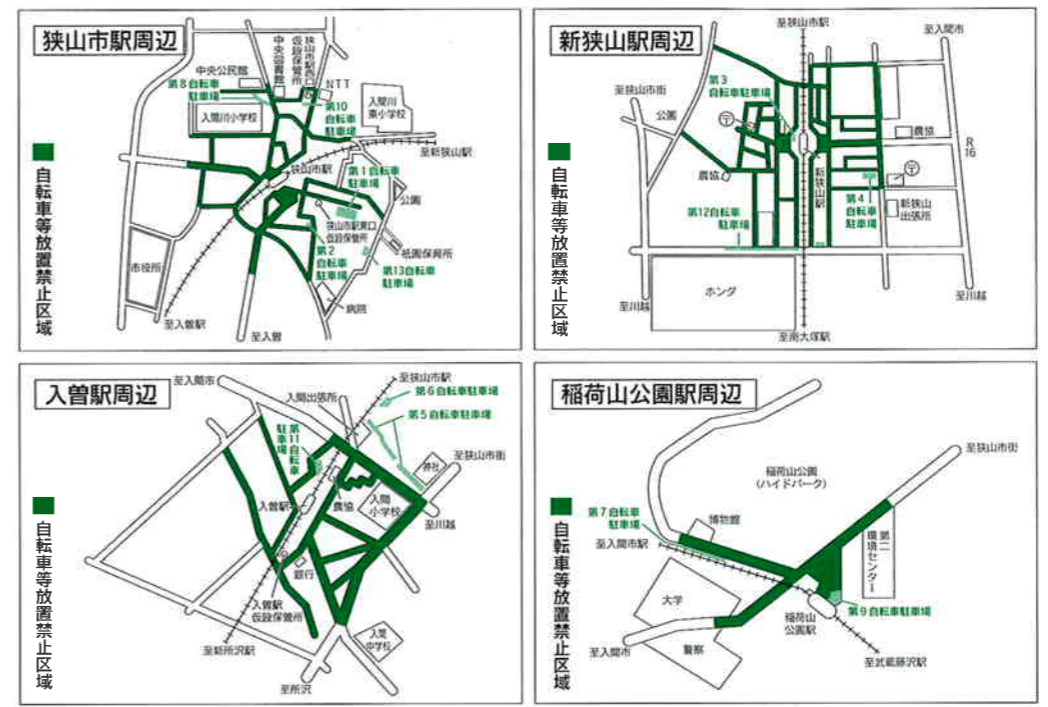 狭山市駅周辺
中央公民館
第8自転車
駐車場
中央図書館
狭山市駅西口
仮設保管所
NTT
第10
自転車
駐車場
入間川小学校
入間川
東小学校
至新狭山駅
狭山市駅
第1自転車
駐車場
公園
狭山市駅東口
仮設保管所
第2
自転車
駐車場
祇園保育所
第13自転車
駐車場
市役所
病院
至入曽駅
至入曽
自転車等放置禁止区域
新狭山駅周辺
至狭山市駅
至入間市
第3
自転車駐車場
至狭山市街
公園
〒
農協
R
16
〒
農協
新狭山駅
第4
自転車
駐車場
新狭山
出張所
第12自転車
駐車場
ホンダ
至川越
至川越
至南大塚駅
自転車等放置禁止区域
入曽駅周辺
至入間市
至狭山市駅
入間出張所
第6自転車駐車場
第5自転車駐車場
第11自転車
駐車場
神社
至狭山市街
入曽駅
農協
入間
小学校
至川越
銀行
入曽駅
仮設保管所
入間
中学校
至新所沢駅
至所沢
自転車等放置禁止区域
稲荷山公園駅周辺
至狭山市街
稲荷山公園
(ハイドパーク)
第7自転車
駐車場
博物館
至入間市駅
第二
環境センター
大学
第9自転車駐車場
稲荷山
公園駅
至入間市
警察
至武蔵藤沢駅
自転車等放置禁止区域